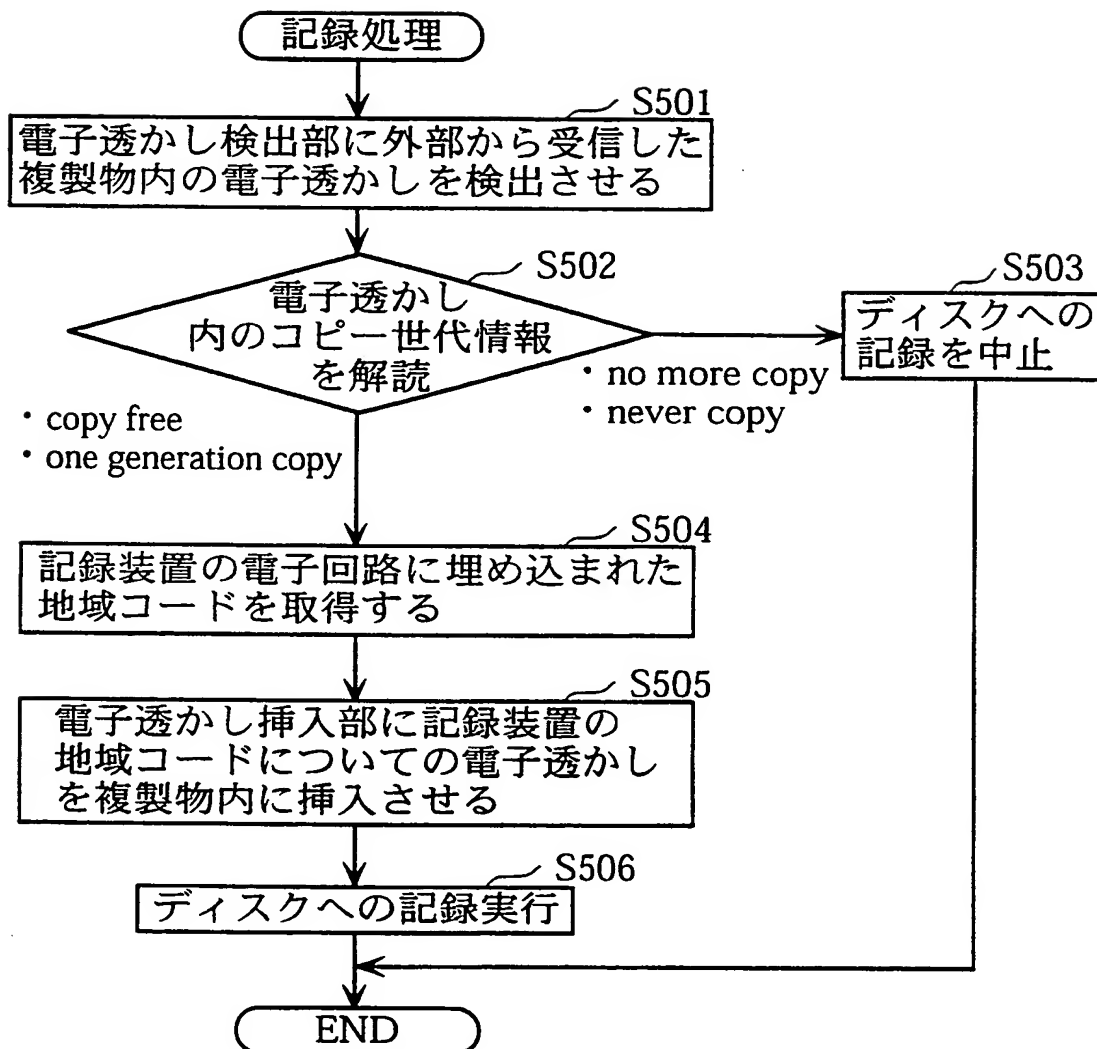 記録処理
S501
電子透かし検出部に外部から受信した
複製物内の電子透かしを検出させる
S502
電子透かし
内のコピー世代情報
を解読
S503
ディスクへの
記録を中止
・no more copy
・never copy
・copy free
・one generation copy
S504
記録装置の電子回路に埋め込まれた
地域コードを取得する
S505
電子透かし挿入部に記録装置の
地域コードについての電子透かし
を複製物内に挿入させる
S506
ディスクへの記録実行
END